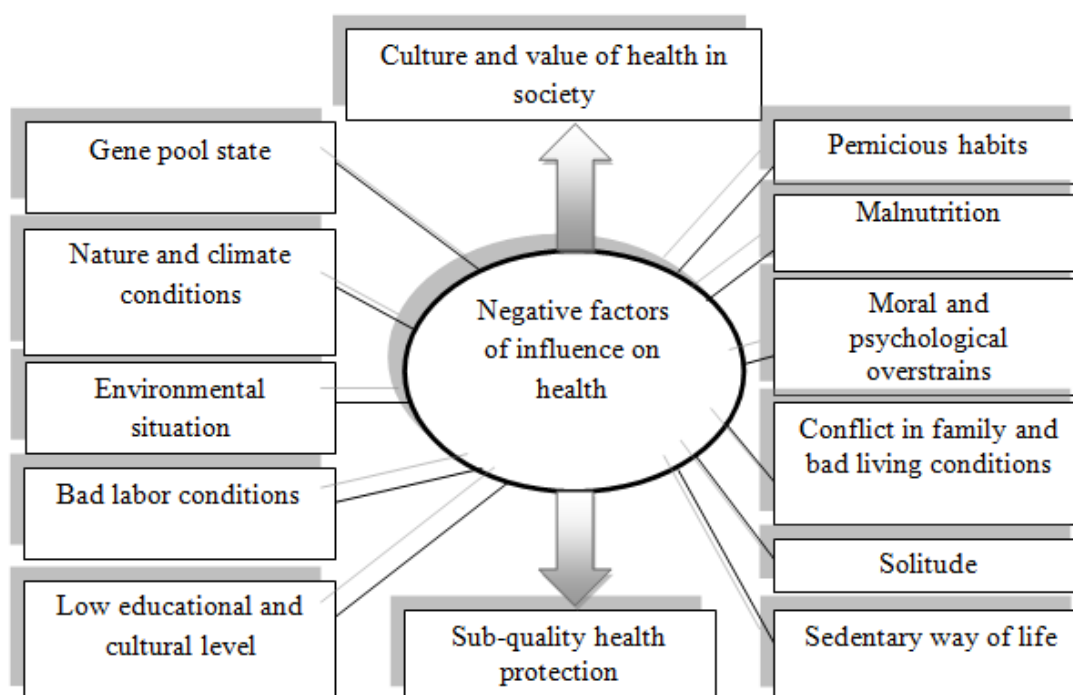 Culture and value of health in
society
Gene pool state
Nature and climate
conditions
Environmental
situation
Bad labor conditions
Low educational and
cultural level
Negative factors
of influence on
health
Sub-quality health
protection
Pernicious habits
Malnutrition
Moral and
psychological
overstrains
Conflict in family and
bad living conditions
Solitude
Sedentary way of life